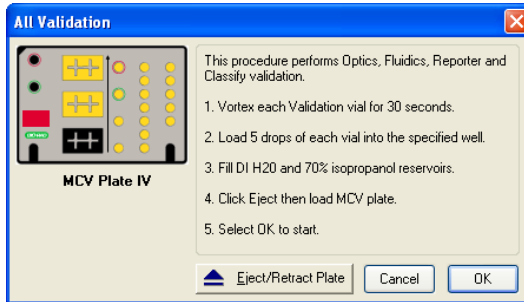 All Validation
This procedure performs Optics, Fluidics, Reporter and
Classify validation.
1. Vortex each Validation vial for 30 seconds.
2. Load 5 drops of each vial into the specified well.
3. Fill DI H20 and 70% isopropanol reservoirs.
4. Click Eject then load MCV plate.
5. Select OK to start.
MCV Plate IV
Eject/Retract Plate
Cancel
OK